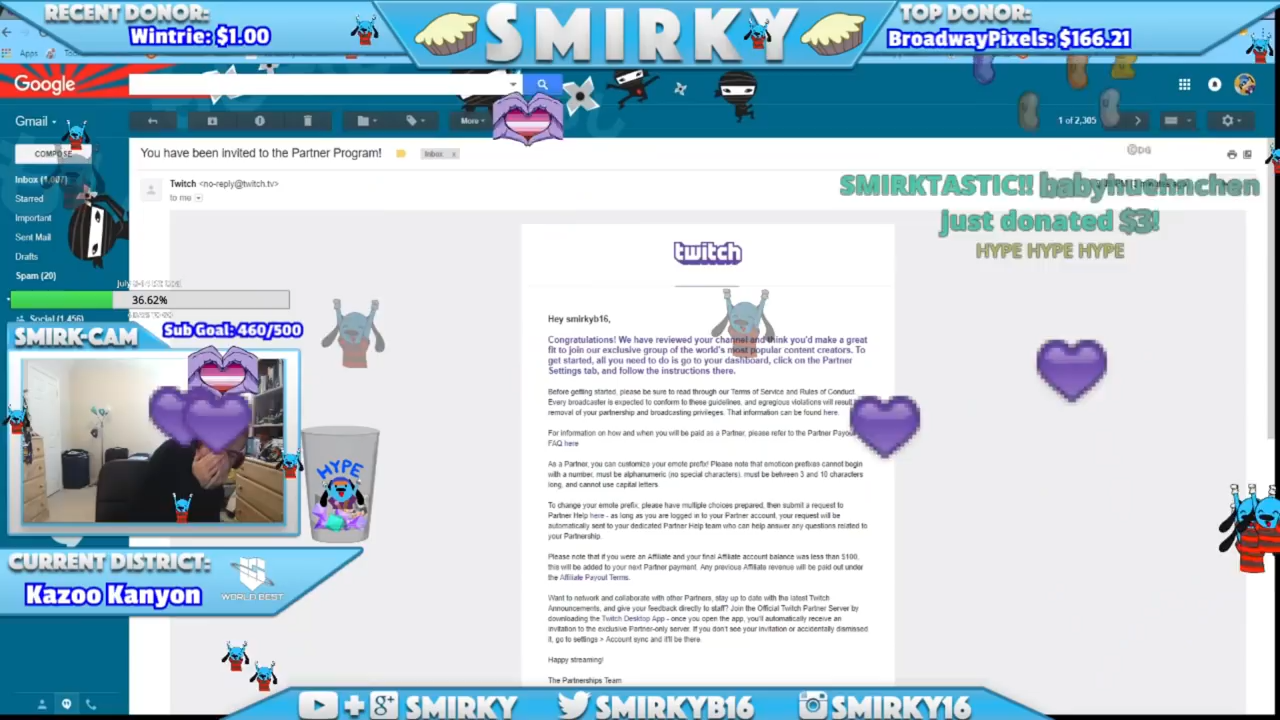 RECENT DONOR:
Wintrie: $1.00
SMIRKY
TOP DONOR:
BroadwayPixels: $166.21
Apps
Google
Gmail
More
1 of 2,305
COMPOSE
You have been invited to the Partner Program!
Inbox x
Inbox (1,007)
Starred
Important
Sent Mail
Drafts
Spam (20)
Social (1,456)
Twitch <no-reply@twitch.tv>
to me
SMIRKTASTIC!! babyhuehnchen
just donated $3!
HYPE HYPE HYPE
twitch
36.62%
SMIRK-CAM
Sub Goal: 460/500
HYPE
Hey smirkyb16,
Congratulations! We have reviewed your channel and think you'd make a great
fit to join our exclusive group of the world's most popular content creators. To
get started, all you need to do is go to your dashboard, click on the Partner
Settings tab, and follow the instructions there.
Before getting started, please be sure to read through our Terms of Service and Rules of Conduct.
Every broadcaster is expected to conform to these guidelines, and egregious violations will result
removal of your partnership and broadcasting privileges. That information can be found here.
For information on how and when you will be paid as a Partner, please refer to the Partner Payou
FAQ here
As a Partner, you can customize your emote prefix! Please note that emoticon prefixes cannot begin
with a number, must be alphanumeric (no special characters), must be between 3 and 10 characters
long, and cannot use capital letters.
To change your emote prefix, please have multiple choices prepared, then submit a request to
Partner Help here - as long as you are logged in to your Partner account, your request will be
automatically sent to your dedicated Partner Help team who can help answer any questions related to
your Partnership.
Please note that if you were an Affiliate and your final Affiliate account balance was less than $100,
this will be added to your next Partner payment. Any previous Affiliate revenue will be paid out under
the Affiliate Payout Terms.
Want to network and collaborate with other Partners, stay up to date with the latest Twitch
Announcements, and give your feedback directly to staff? Join the Official Twitch Partner Server by
downloading the Twitch Desktop App - once you open the app, you'll automatically receive an
invitation to the exclusive Partner-only server. If you don't see your invitation or accidentally dismissed
it, go to settings > Account sync and it'll be there.
Happy streaming!
The Partnerships Team
CURRENT DISTRICT:
Kazoo Kanyon
WORLD BEST
SMIRKY
SMIRKYB16
SMIRKY16